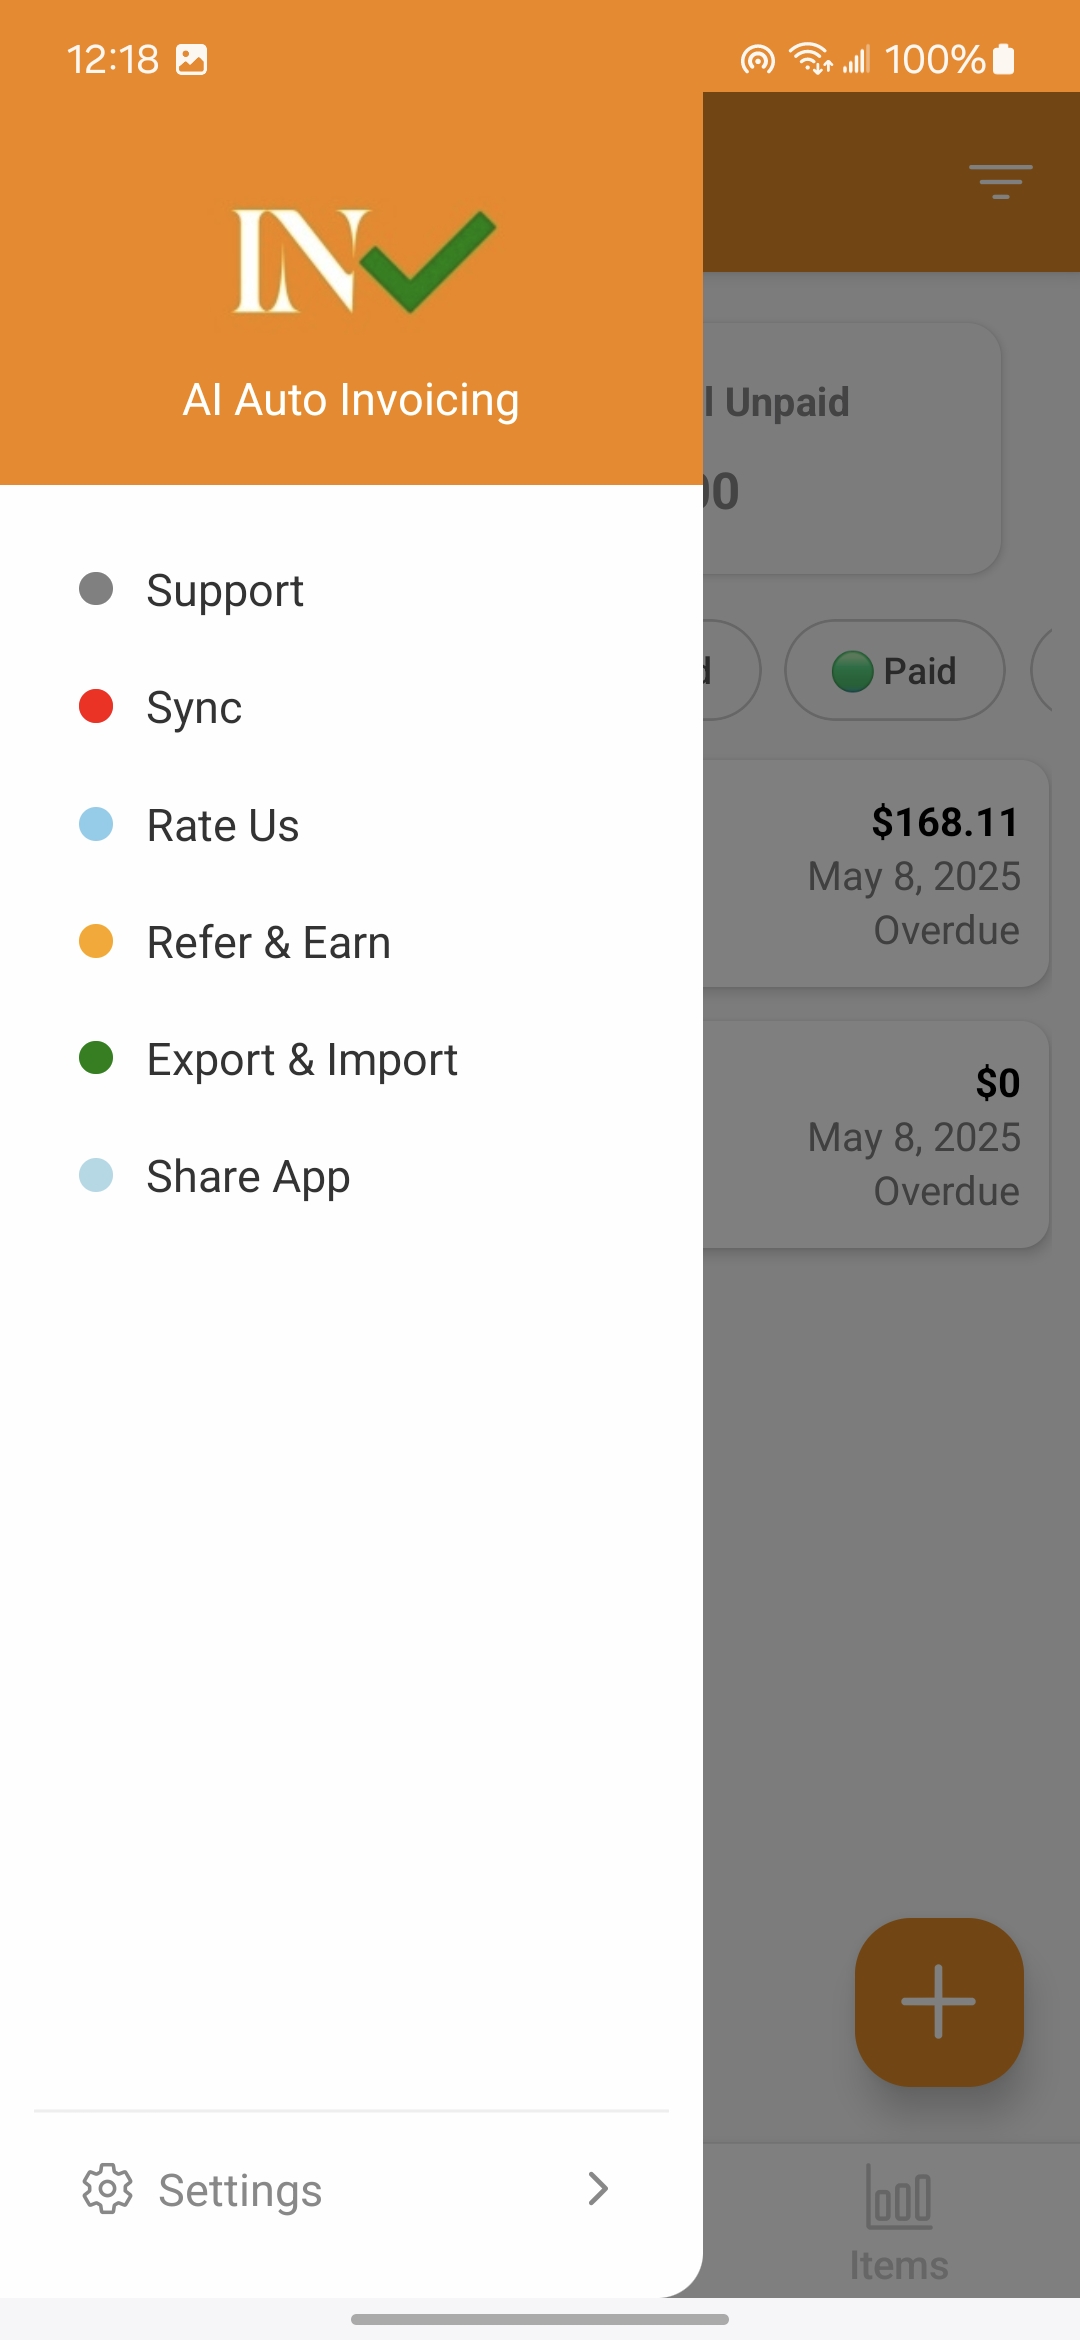 12:18
100%
IN
AI Auto Invoicing
Support
Sync
Rate Us
Refer & Earn
Export & Import
Share App
Settings
l Unpaid
00
d
Paid
$168.11
May 8, 2025
Overdue
$0
May 8, 2025
Overdue
Items